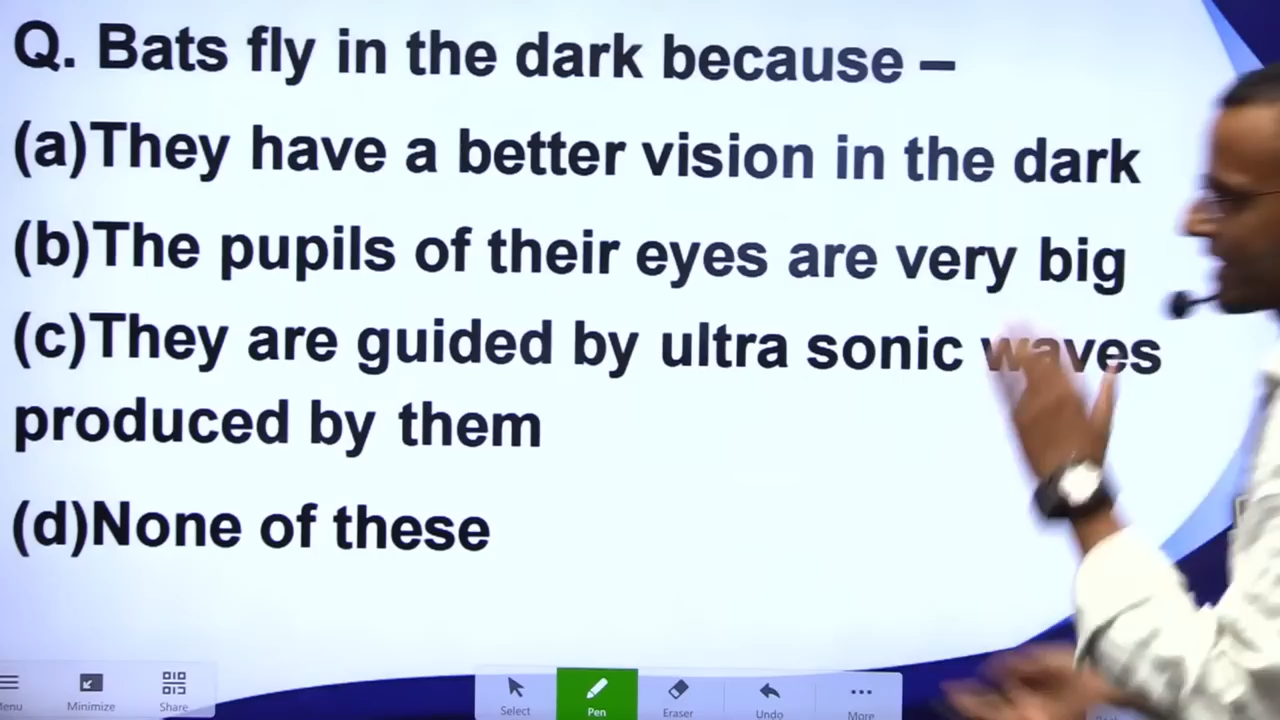 Q. Bats fly in the dark because –
(a)They have a better vision in the dark
(b)The pupils of their eyes are very big
(c)They are guided by ultra sonic waves
produced by them
(d)None of these
enu
Minimize
Share
Select
Pen
Eraser
Undo
More